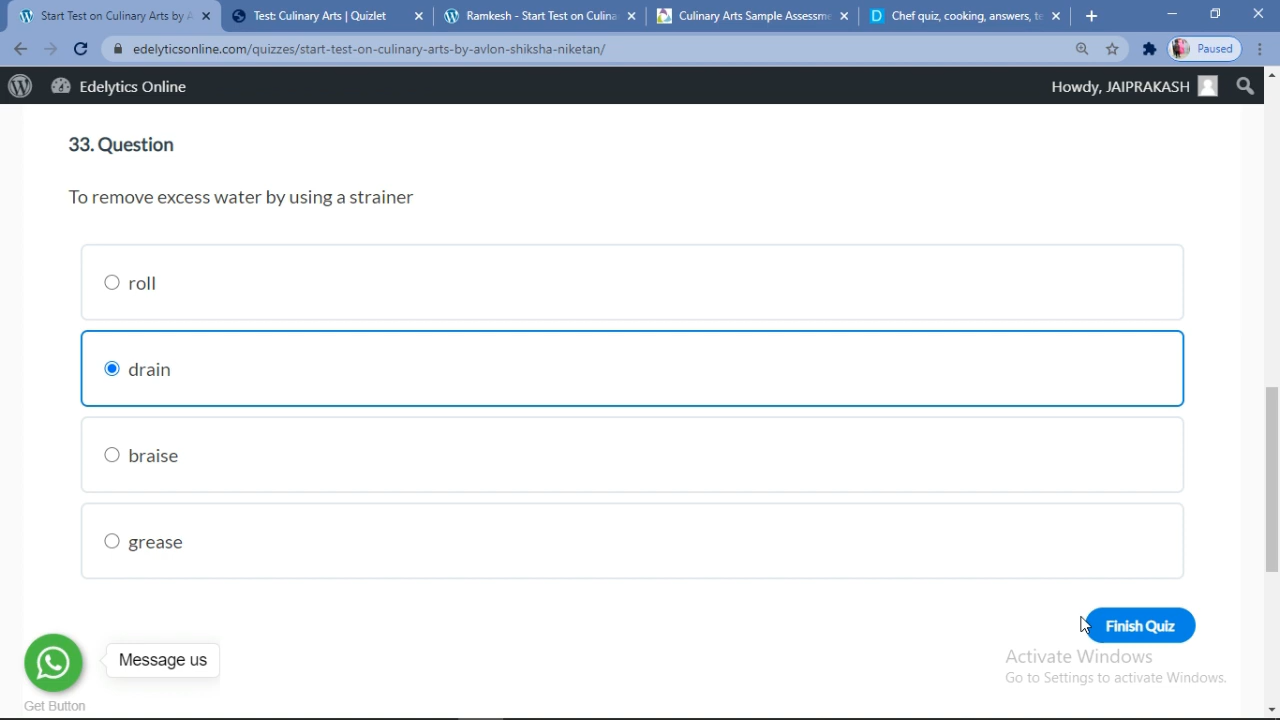 Start Test on Culinary Arts by A
Test: Culinary Arts | Quizlet
Ramkesh - Start Test on Culina
Culinary Arts Sample Assessme
Chef quiz, cooking, answers, te
edelyticsonline.com/quizzes/start-test-on-culinary-arts-by-avlon-shiksha-niketan/
Paused
Edelytics Online
Howdy, JAIPRAKASH
33. Question
To remove excess water by using a strainer
roll
drain
braise
grease
Finish Quiz
Message us
Get Button
Activate Windows
Go to Settings to activate Windows.